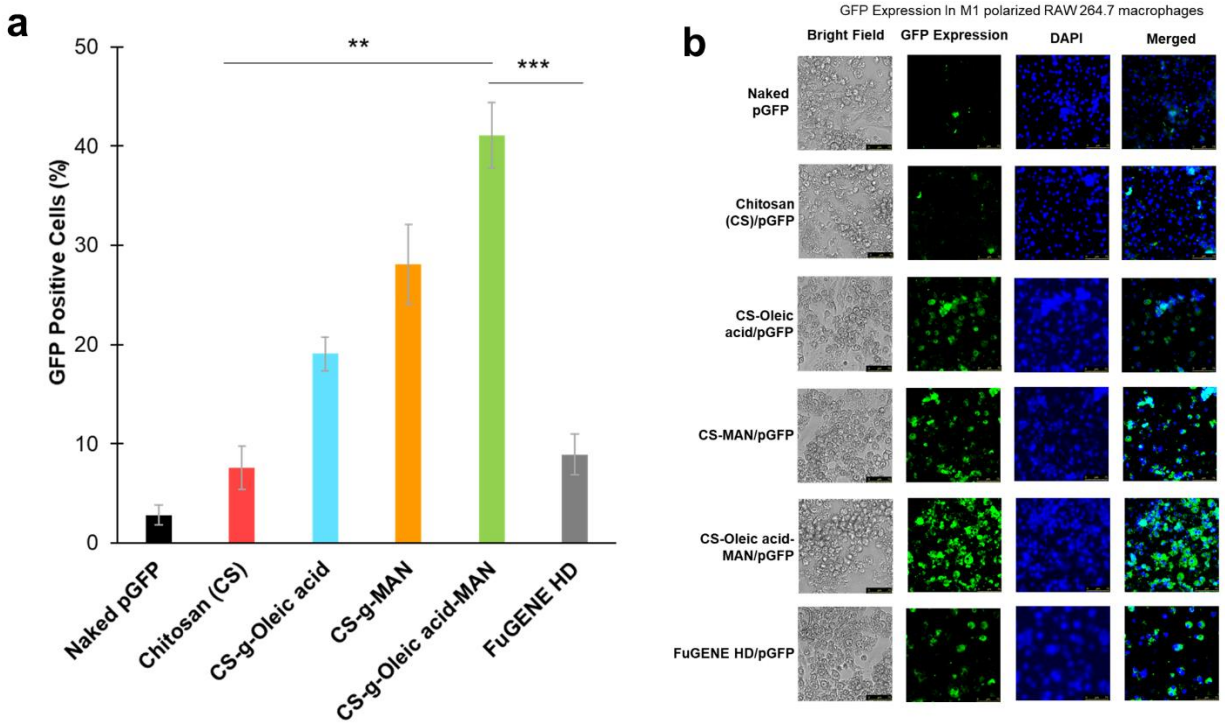 a
GFP Positive Cells (%)
50
40
30
20
10
0
**
***
Naked pGFP
Chitosan (CS)
CS-g-Oleic acid
CS-g-MAN
CS-g-Oleic acid-MAN
FuGENE HD
b
GFP Expression In M1 polarized RAW 264.7 macrophages
Bright Field
GFP Expression
DAPI
Merged
Naked
pGFP
Chitosan
(CS)/pGFP
CS-Oleic
acid/pGFP
CS-MAN/pGFP
CS-Oleic acid-
MAN/pGFP
FuGENE HD/pGFP